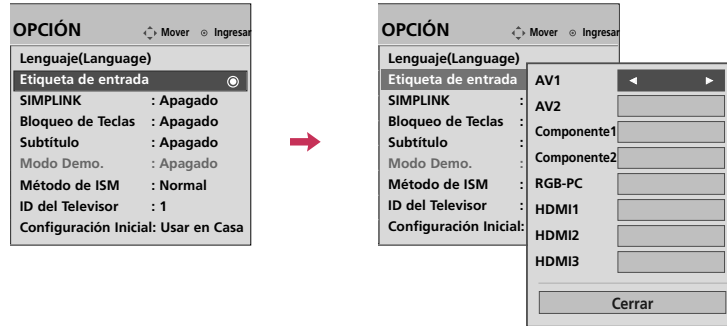 OPCIÓN Mover Ingresar
Lenguaje(Language)
Etiqueta de entrada
SIMPLINK : Apagado
Bloqueo de Teclas : Apagado
Subtítulo : Apagado
Modo Demo. : Apagado
Método de ISM : Normal
ID del Televisor : 1
Configuración Inicial: Usar en Casa
OPCIÓN Mover Ingresar
Lenguaje(Language)
Etiqueta de entrada
SIMPLINK :
Bloqueo de Teclas :
Subtítulo :
Modo Demo. :
Método de ISM :
ID del Televisor :
Configuración Inicial:
AV1
AV2
Componente1
Componente2
RGB-PC
HDMI1
HDMI2
HDMI3
Cerrar